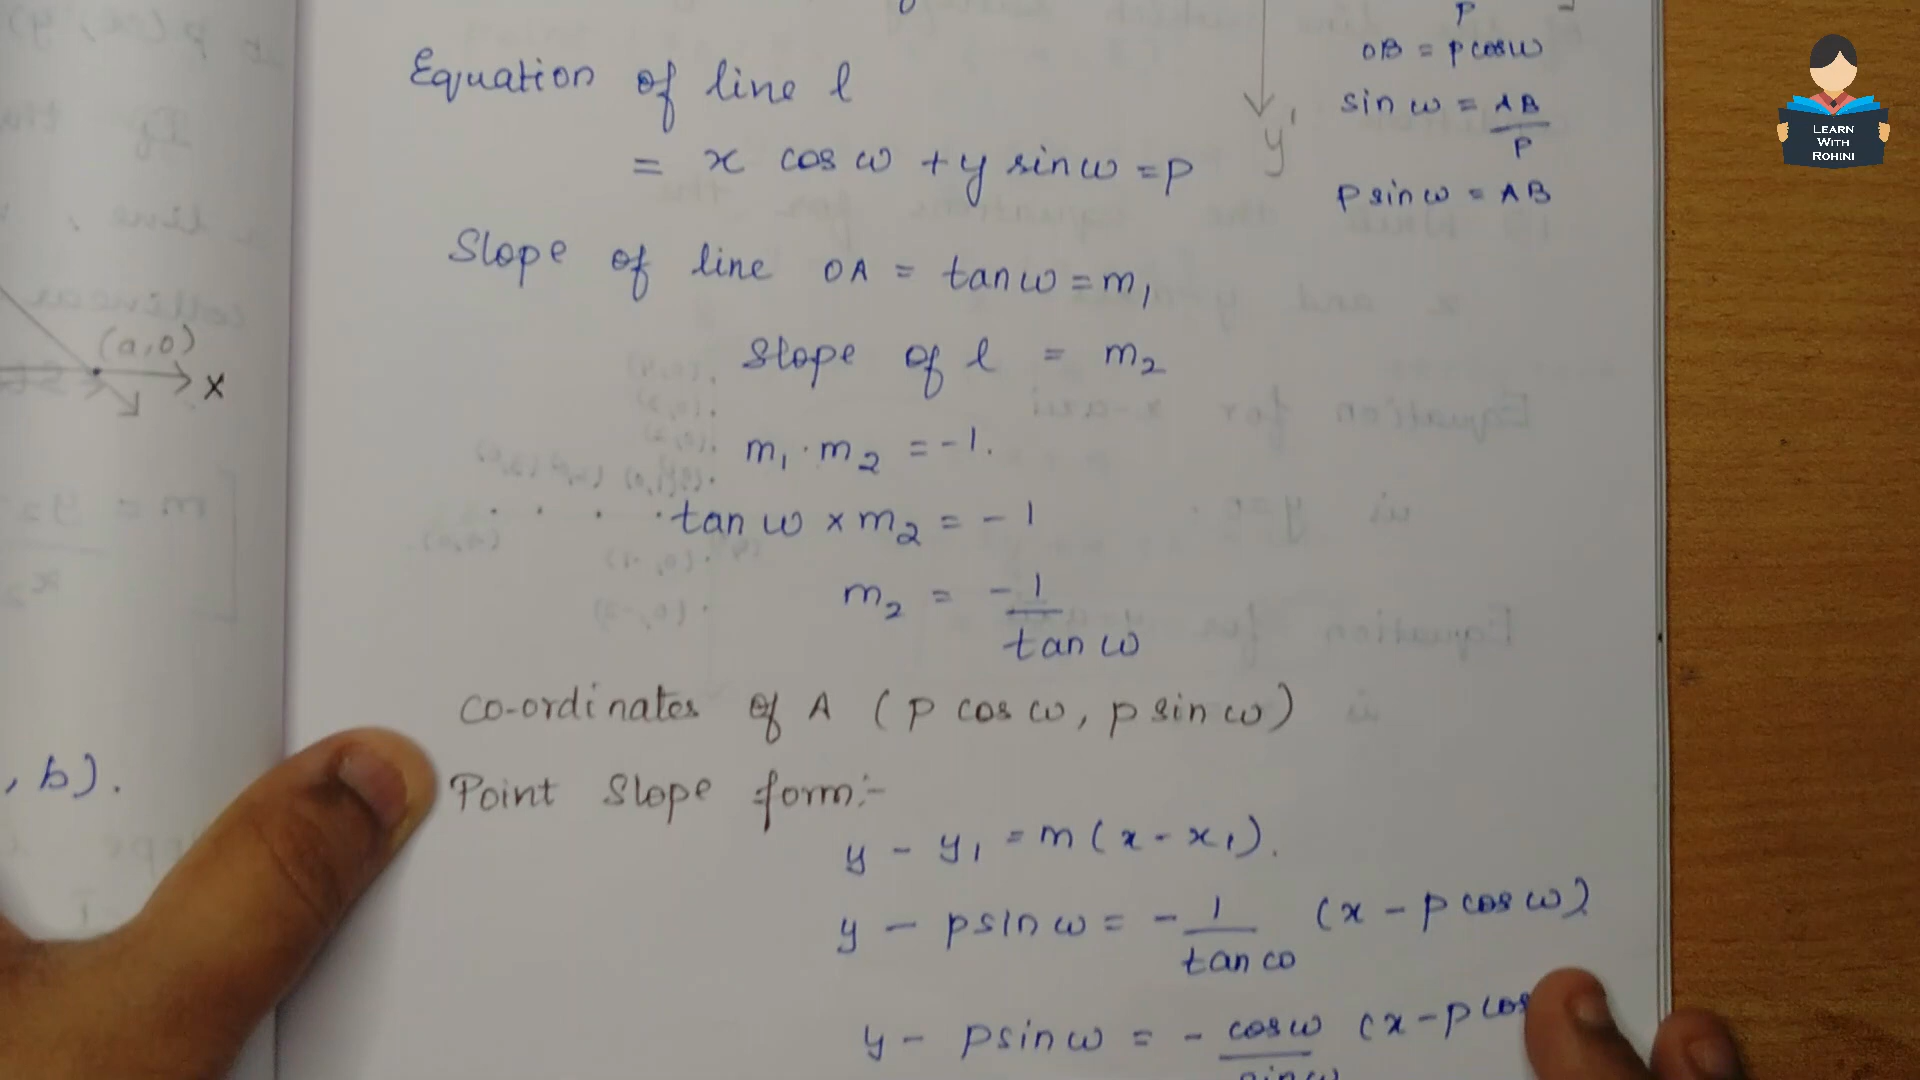 (a,0)
X
, b).
Equation of line l
= x cos ω + y sin ω = p
Slope of line OA = tan ω = m₁
Slope of l = m₂
m₁ · m₂ = -1.
tan ω × m₂ = -1
m₂ = -1/tan ω
co-ordinates of A (p cos ω, p sin ω)
Point Slope form:-
y - y₁ = m(x - x₁).
y - p sin ω = -1/tan ω (x - p cos ω)
y - p sin ω = -cos ω/sin ω (x - p cos
y'
P
OB = p cos ω
sin ω = AB/P
p sin ω = AB
LEARN
With
ROHINI